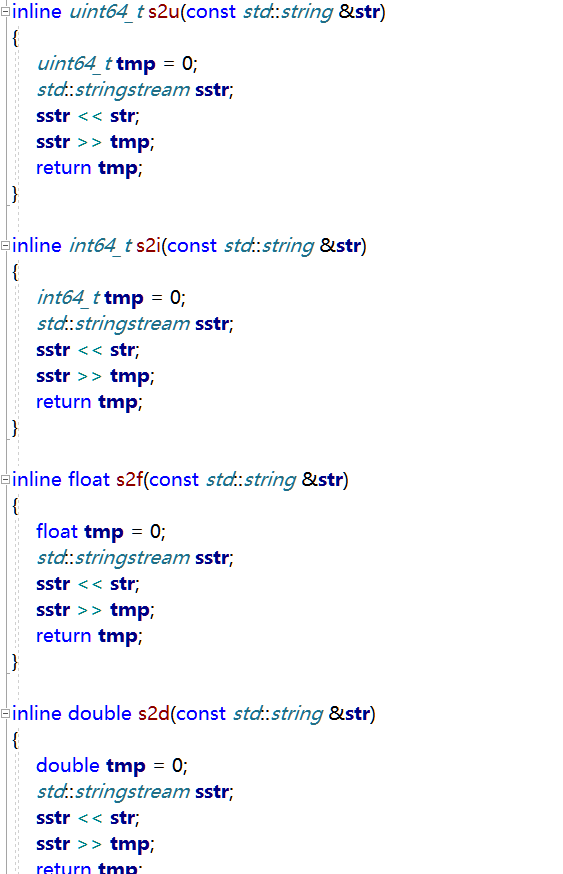 inline uint64_t s2u(const std::string &str)
{
uint64_t tmp = 0;
std::stringstream sstr;
sstr << str;
sstr >> tmp;
return tmp;
}
inline int64_t s2i(const std::string &str)
{
int64_t tmp = 0;
std::stringstream sstr;
sstr << str;
sstr >> tmp;
return tmp;
}
inline float s2f(const std::string &str)
{
float tmp = 0;
std::stringstream sstr;
sstr << str;
sstr >> tmp;
return tmp;
}
inline double s2d(const std::string &str)
{
double tmp = 0;
std::stringstream sstr;
sstr << str;
sstr >> tmp;
return tmp;